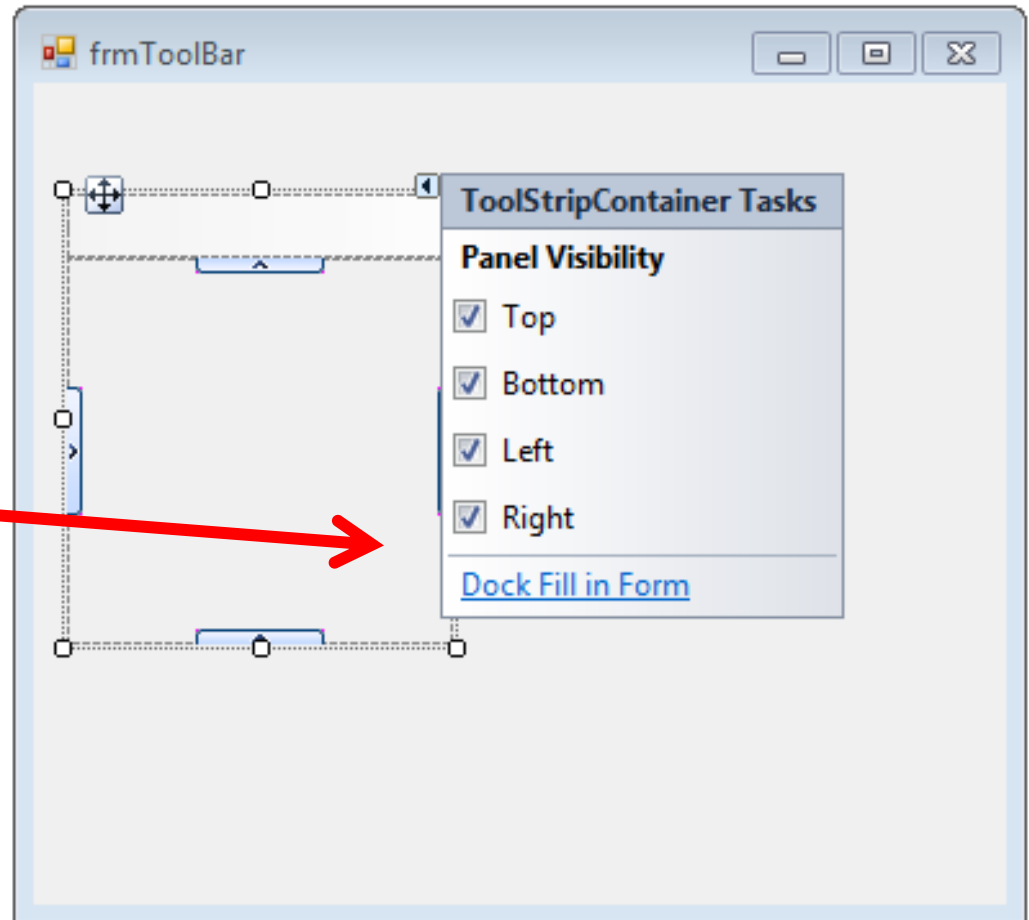 frmToolBar
ToolStripContainer Tasks
Panel Visibility
Top
Bottom
Left
Right
Dock Fill in Form